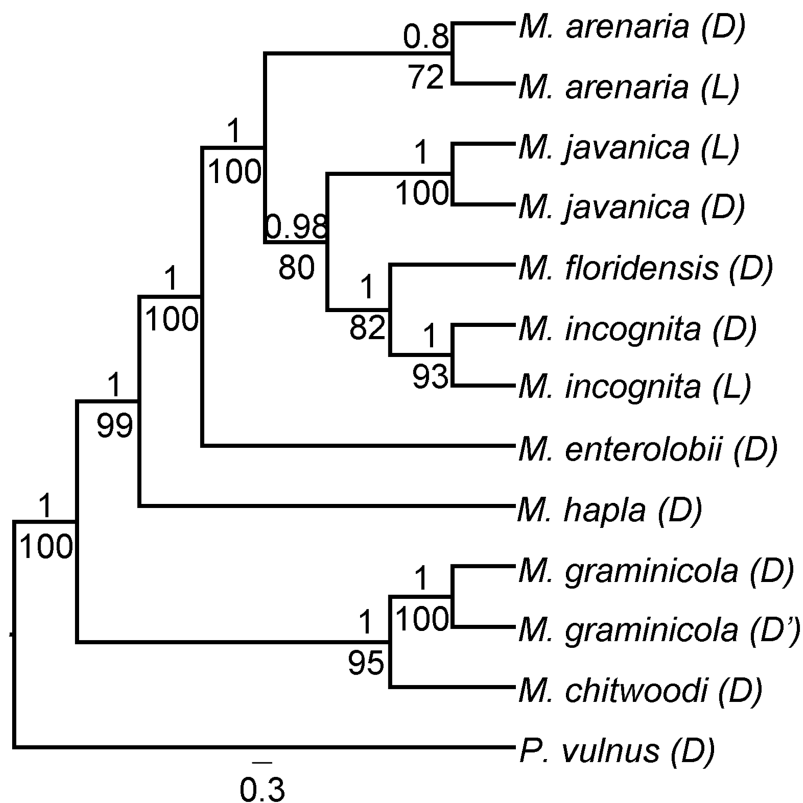 0.8
M. arenaria (D)
72
M. arenaria (L)
1
1
M. javanica (L)
100
100
M. javanica (D)
0.98
80
M. floridensis (D)
1
1
100
82
1
M. incognita (D)
93
M. incognita (L)
1
99
M. enterolobii (D)
1
M. hapla (D)
100
1
M. graminicola (D)
1
100
M. graminicola (D’)
95
M. chitwoodi (D)
P. vulnus (D)
0.3